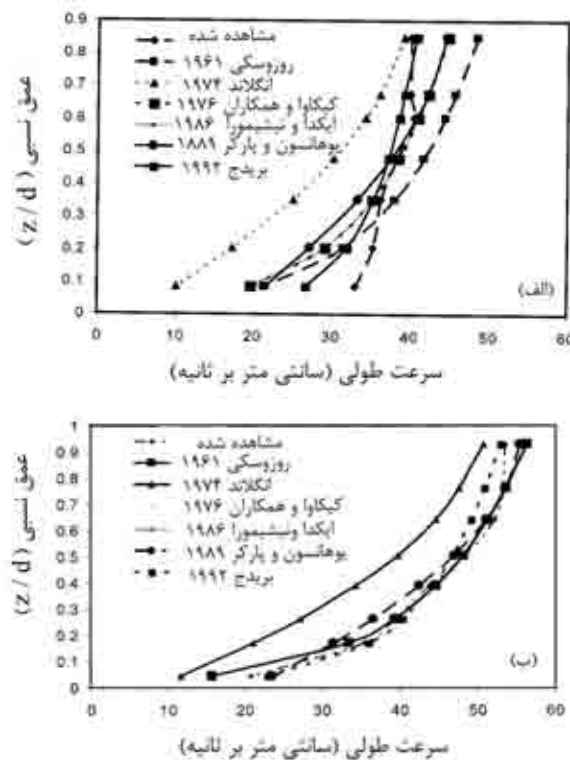 عمق نسبی (z/d)
0.9
0.8
0.7
0.6
0.5
0.4
0.3
0.2
0.1
0
مشاهده شده
روزوسکی ۱۹۶۱
انگلاند ۱۹۷۴
کیکاوا و همکاران ۱۹۷۶
ایکدا و نیشیمورا ۱۹۸۶
یوهانسون و پارکر ۱۸۸۹
بریدج ۱۹۹۲
(الف)
0 10 20 30 40 50 60
سرعت طولی (سانتی متر بر ثانیه)
عمق نسبی (z/d)
1
0.9
0.8
0.7
0.6
0.5
0.4
0.3
0.2
0.1
0
مشاهده شده
روزوسکی ۱۹۶۱
انگلاند ۱۹۷۴
کیکاوا و همکاران ۱۹۷۶
ایکدا ونیشیمورا ۱۹۸۶
یوهانسون و پارکر ۱۹۸۹
بریدج ۱۹۹۲
(ب)
0 10 20 30 40 50 60
سرعت طولی (سانتی متر بر ثانیه)